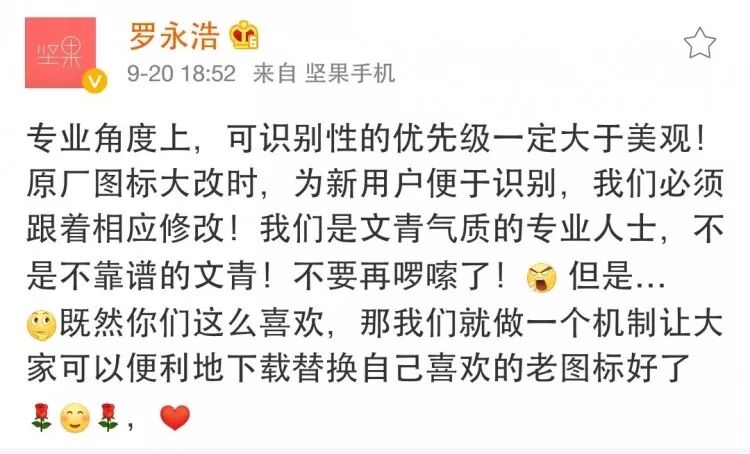 坚果
罗永浩
6
V
9-20 18:52 来自 坚果手机
专业角度上，可识别性的优先级一定大于美观！
原厂图标大改时，为新用户便于识别，我们必须
跟着相应修改！我们是文青气质的专业人士，不
是不靠谱的文青！不要再啰嗦了！😤但是...
🙄既然你们这么喜欢，那我们就做一个机制让大
家可以便利地下载替换自己喜欢的老图标好了
🌹😊🌹，❤️